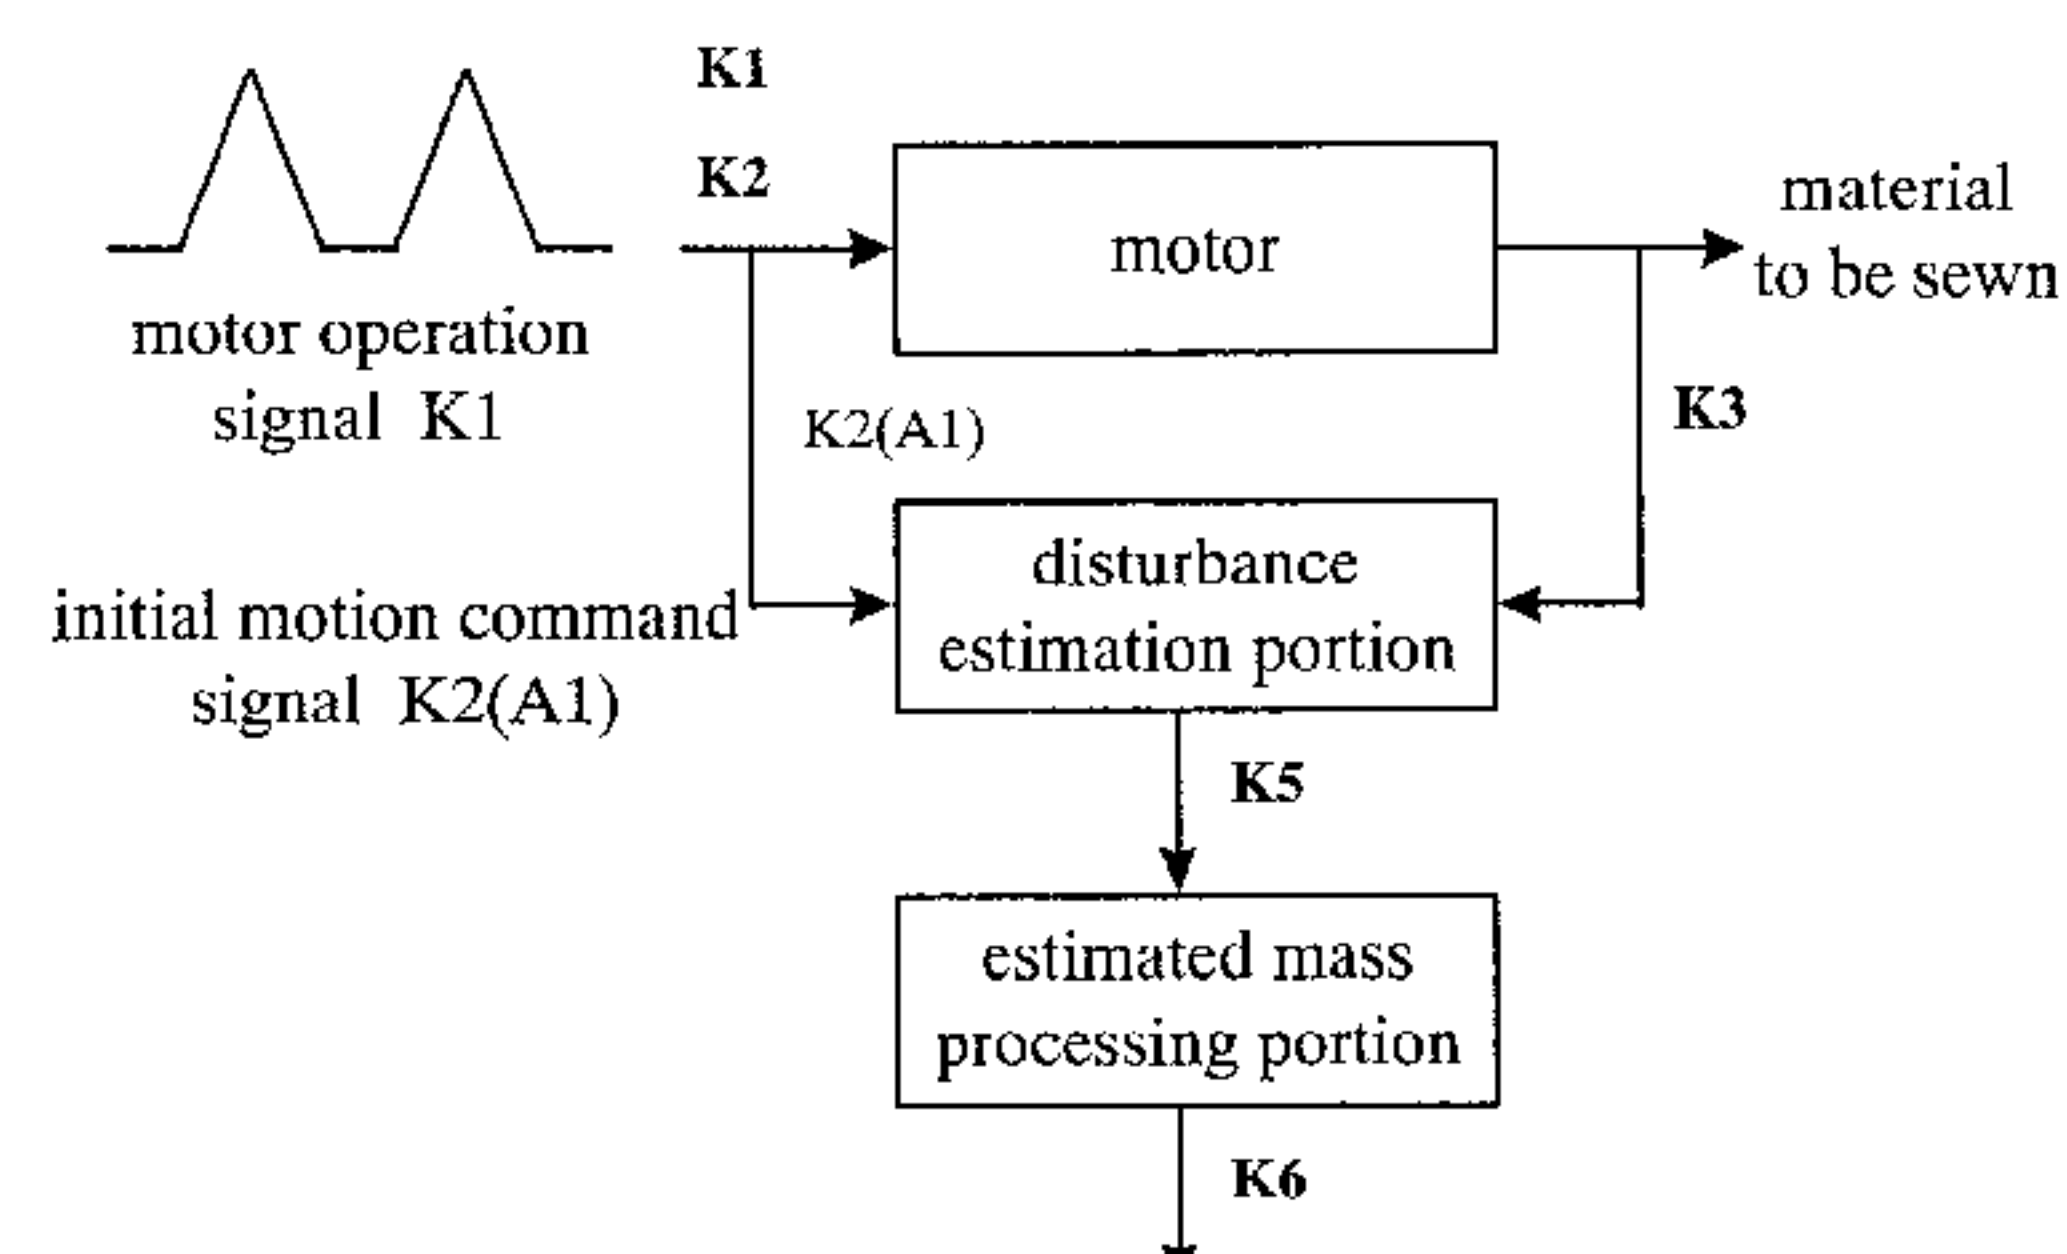 K1
K2
motor
material
to be sewn
motor operation
signal K1
K2(A1)
K3
initial motion command
signal K2(A1)
disturbance
estimation portion
K5
estimated mass
processing portion
K6